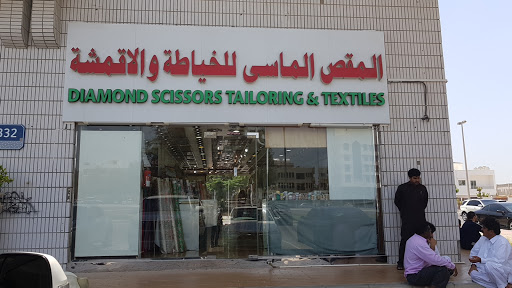 المقص الماسي للخياطة والاقمشة
DIAMOND SCISSORS TAILORING & TEXTILES
332